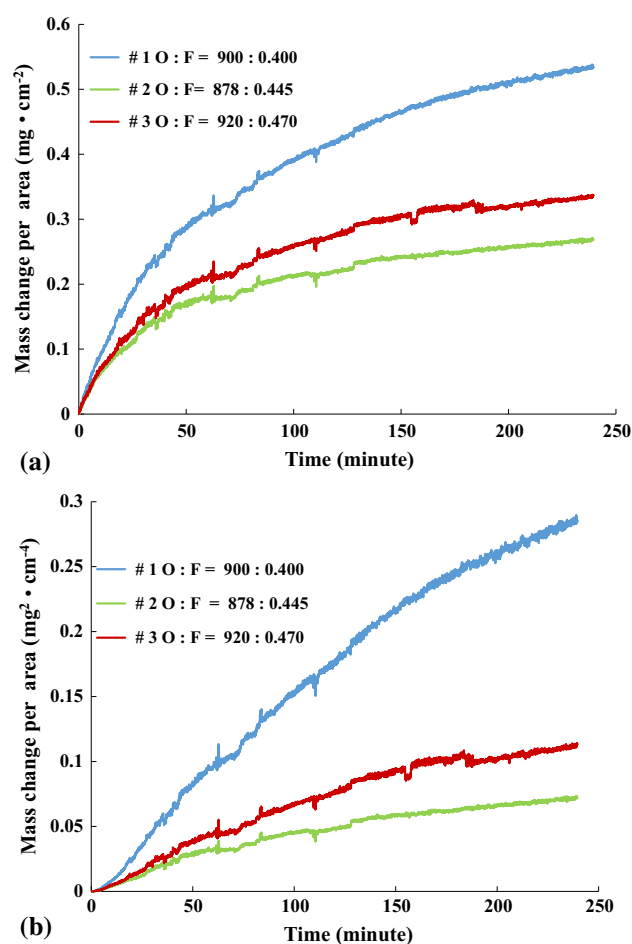 0.6
0.5
0.4
0.3
0.2
0.1
0
Mass change per area (mg • cm-2)
# 1 O : F = 900 : 0.400
# 2 O : F= 878 : 0.445
# 3 O : F = 920 : 0.470
0 50 100 150 200 250
Time (minute)
(a)
0.3
0.25
0.2
0.15
0.1
0.05
0
Mass change per area (mg2 • cm-4)
# 1 O : F = 900 : 0.400
# 2 O : F = 878 : 0.445
# 3 O : F = 920 : 0.470
0 50 100 150 200 250
Time (minute)
(b)